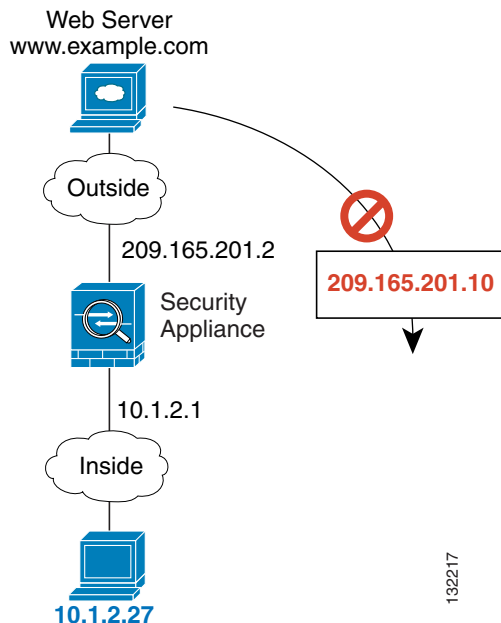 Web Server
www.example.com
Outside
209.165.201.2
209.165.201.10
Security
Appliance
10.1.2.1
Inside
10.1.2.27
132217